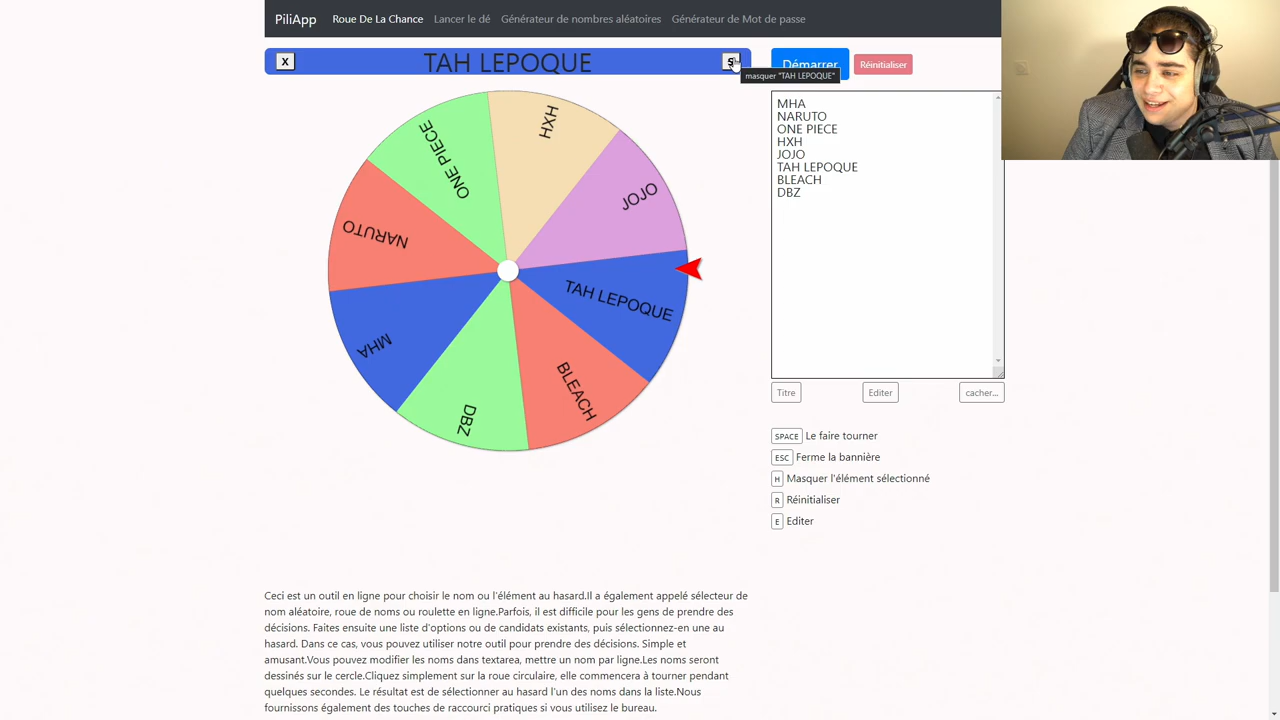 PiliApp Roue De La Chance Lancer le dé Générateur de nombres aléatoires Générateur de Mot de passe
X TAH LEPOQUE S Démarrer Réinitialiser
masquer "TAH LEPOQUE"
HXH
ONE PIECE
JOJO
NARUTO
TAH LEPOQUE
MHA
BLEACH
DBZ
MHA
NARUTO
ONE PIECE
HXH
JOJO
TAH LEPOQUE
BLEACH
DBZ
Titre Editer cacher...
SPACE Le faire tourner
ESC Ferme la bannière
H Masquer l'élément sélectionné
R Réinitialiser
E Editer
Ceci est un outil en ligne pour choisir le nom ou l'élément au hasard.Il a également appelé sélecteur de
nom aléatoire, roue de noms ou roulette en ligne.Parfois, il est difficile pour les gens de prendre des
décisions. Faites ensuite une liste d'options ou de candidats existants, puis sélectionnez-en une au
hasard. Dans ce cas, vous pouvez utiliser notre outil pour prendre des décisions. Simple et
amusant.Vous pouvez modifier les noms dans textarea, mettre un nom par ligne.Les noms seront
dessinés sur le cercle.Cliquez simplement sur la roue circulaire, elle commencera à tourner pendant
quelques secondes. Le résultat est de sélectionner au hasard l'un des noms dans la liste.Nous
fournissons également des touches de raccourci pratiques si vous utilisez le bureau.